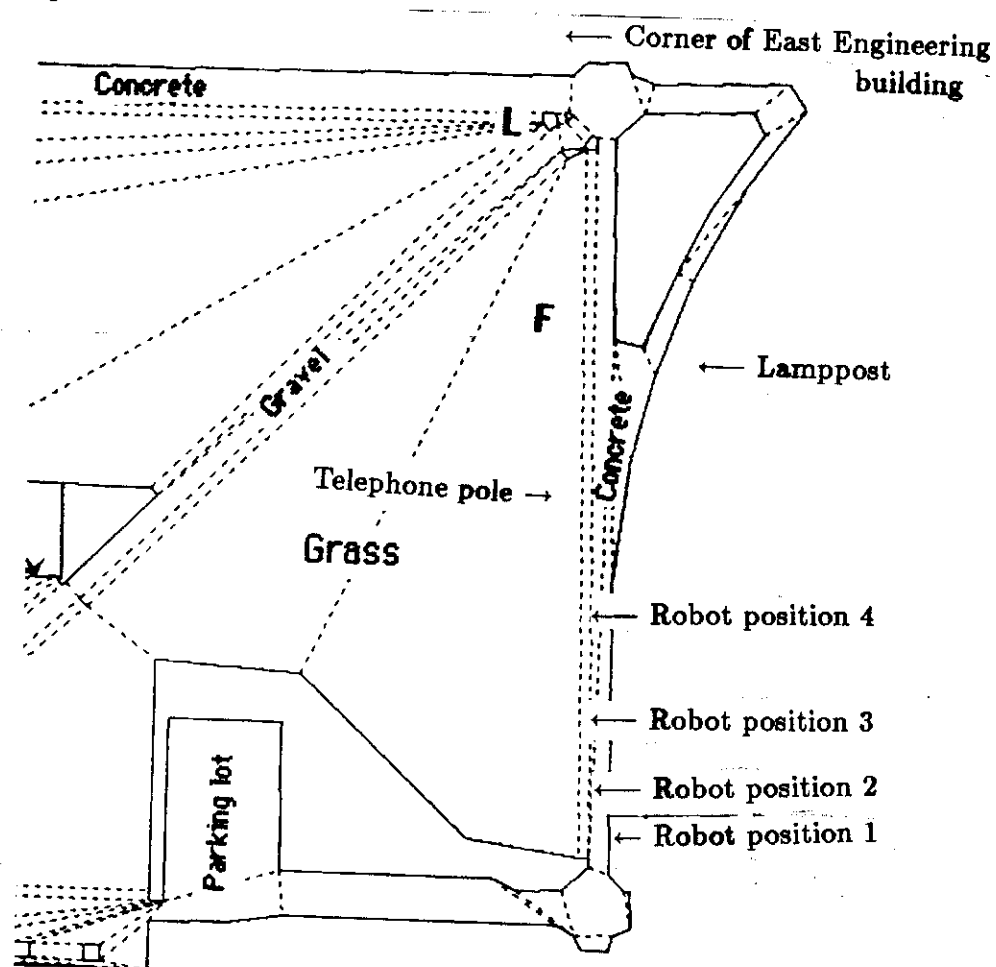 ← Corner of East Engineering
building
Concrete
L
F
Gravel
← Lamppost
Concrete
Telephone pole →
Grass
← Robot position 4
← Robot position 3
Parking lot
← Robot position 2
← Robot position 1